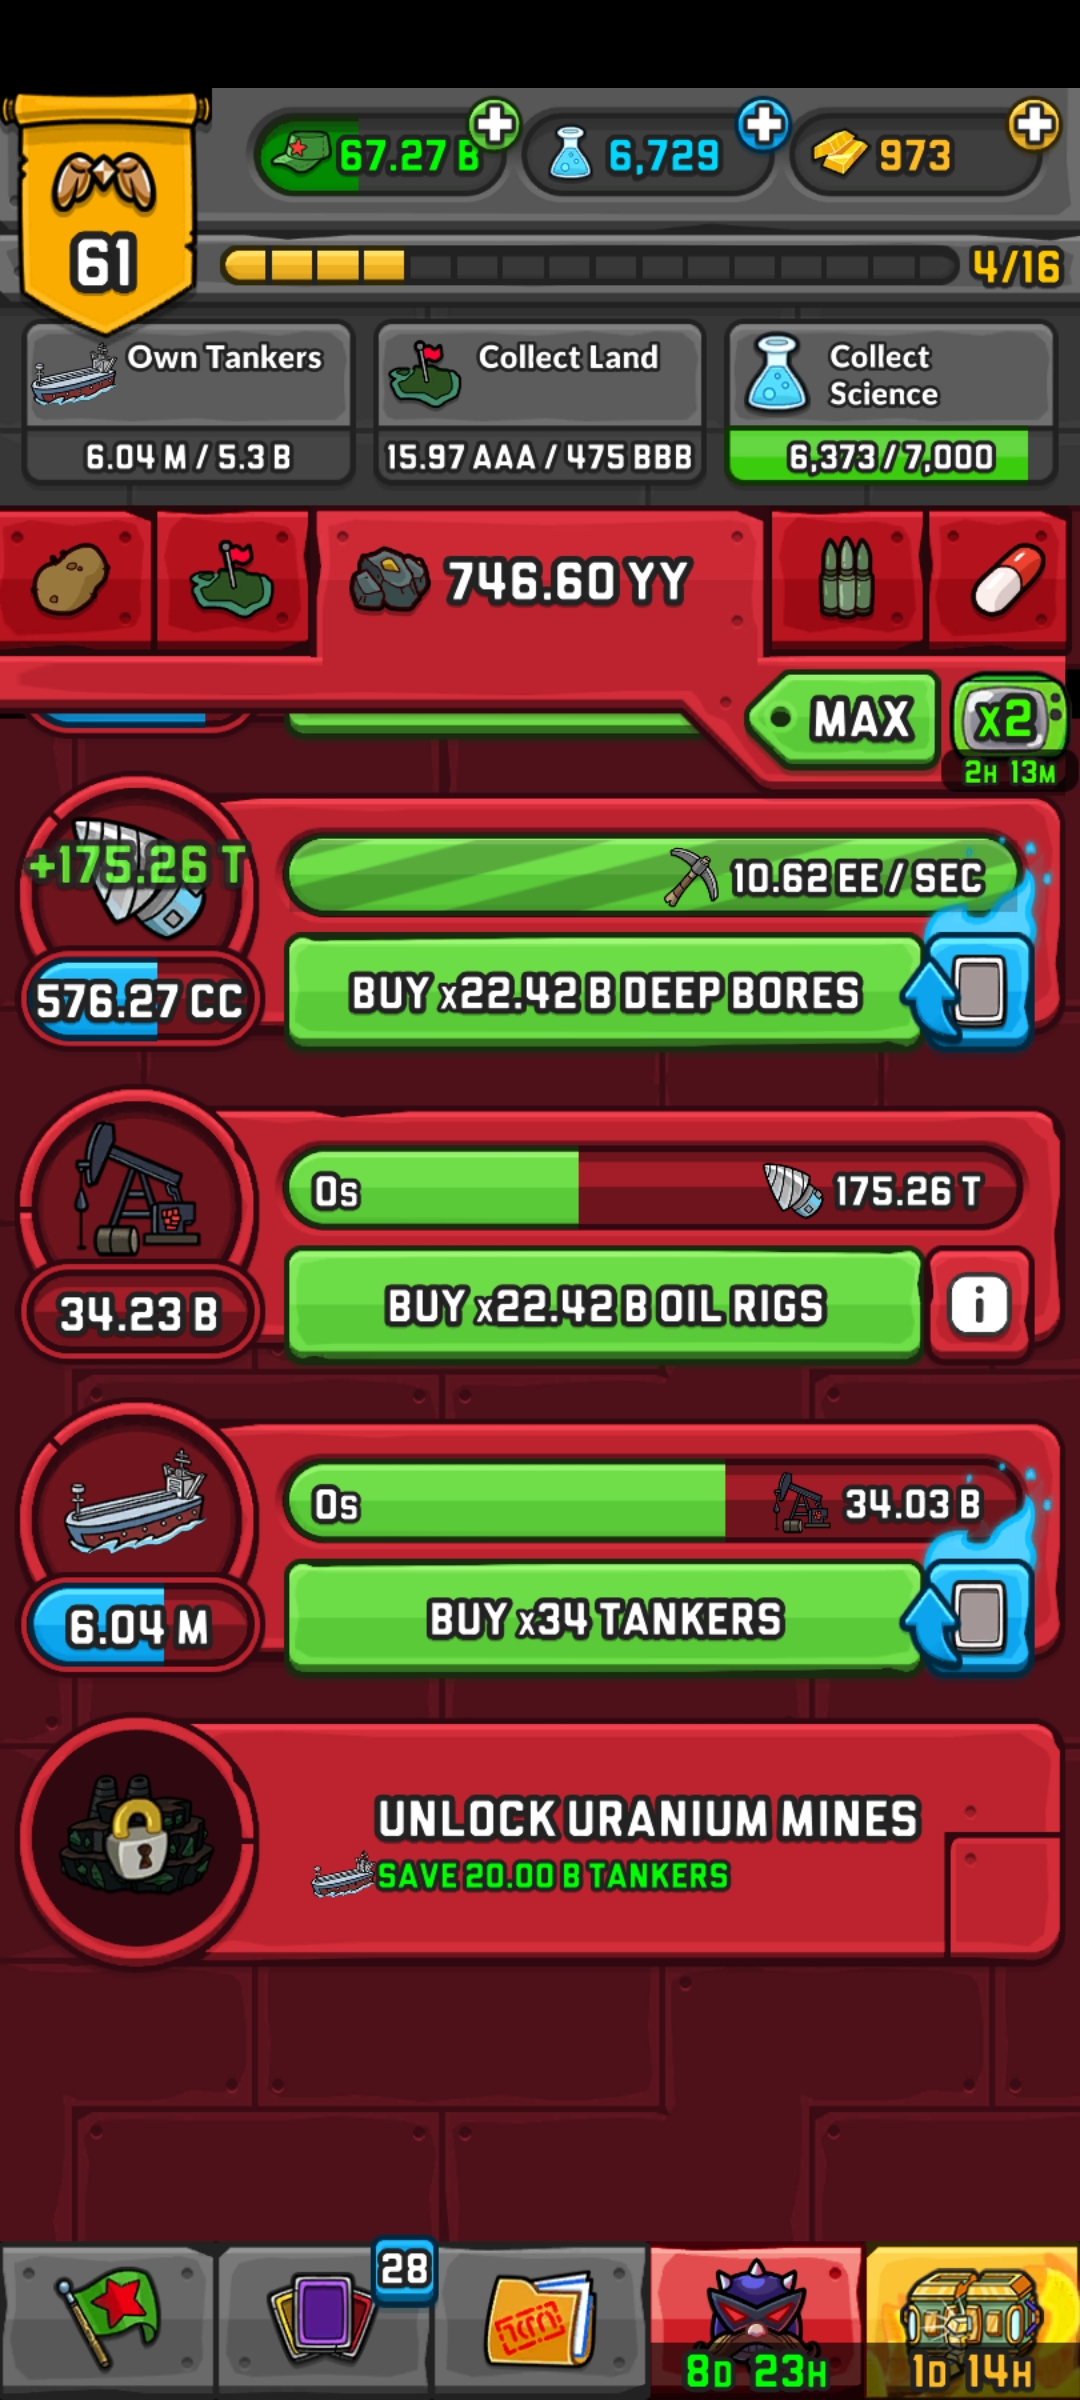 67.27 B
6,729
973
61
4/16
Own Tankers
6.04 M / 5.3 B
Collect Land
15.97 AAA / 475 BBB
Collect
Science
6,373 / 7,000
746.60 YY
MAX
x2
2H 13M
+175.26 T
10.62 EE / SEC
576.27 CC
BUY x22.42 B DEEP BORES
0s
175.26 T
34.23 B
BUY x22.42 B OIL RIGS
i
0s
34.03 B
6.04 M
BUY x34 TANKERS
UNLOCK URANIUM MINES
SAVE 20.00 B TANKERS
28
8D 23H
1D 14H